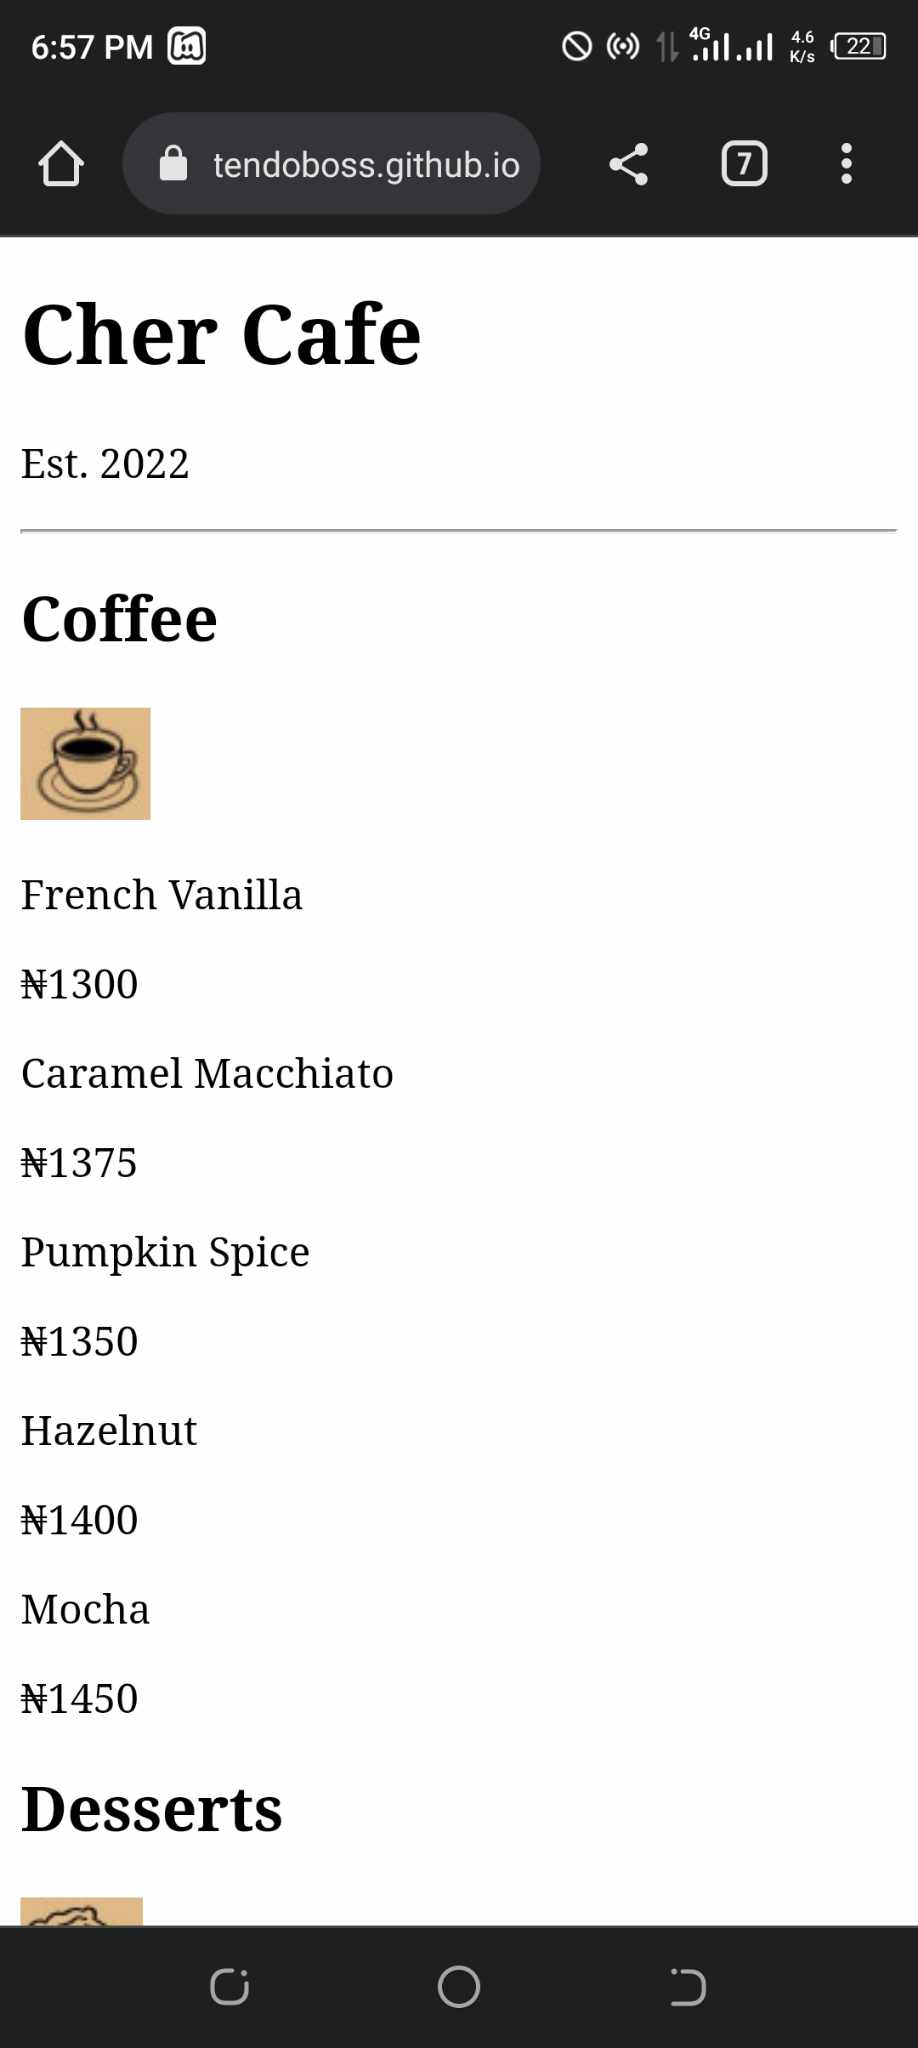 6:57 PM
4G
4.6
K/s
22
tendoboss.github.io
7
Cher Cafe
Est. 2022
Coffee
French Vanilla
₦1300
Caramel Macchiato
₦1375
Pumpkin Spice
₦1350
Hazelnut
₦1400
Mocha
₦1450
Desserts